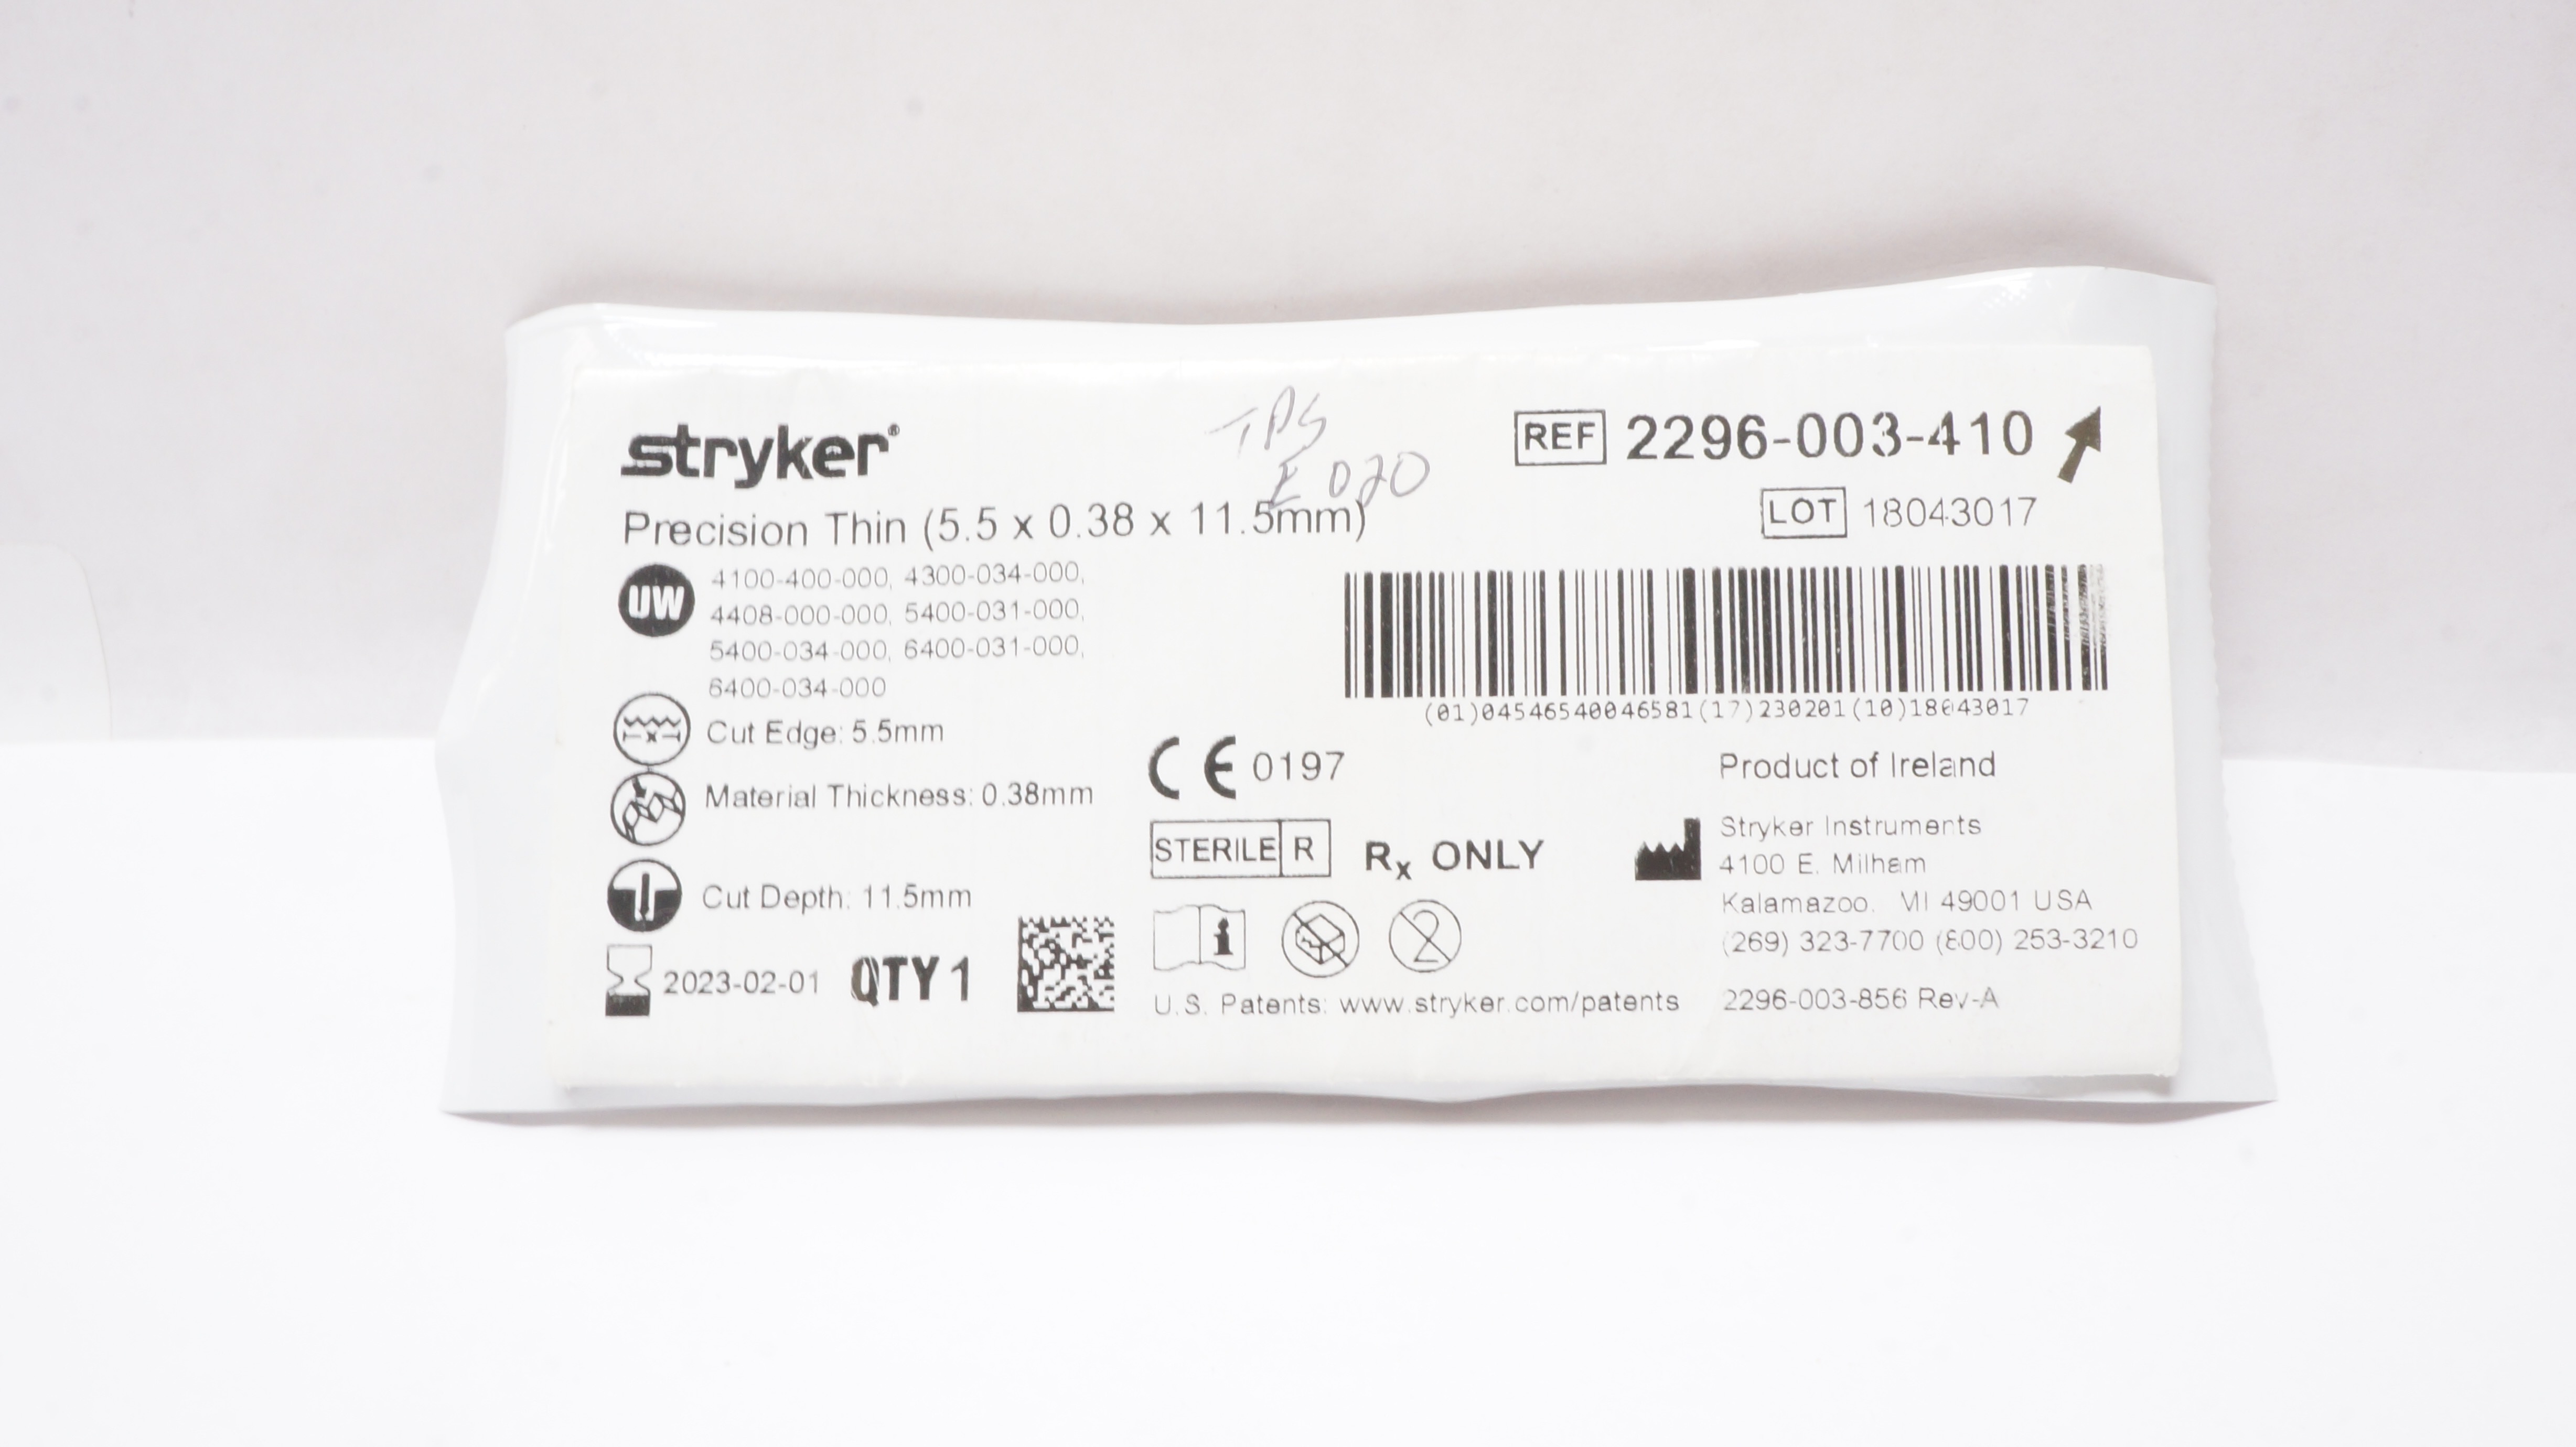 TPS
E 020
stryker®
Precision Thin (5.5 x 0.38 x 11.5mm)
REF 2296-003-410
LOT 18043017
UW
4100-400-000, 4300-034-000,
4408-000-000, 5400-031-000,
5400-034-000, 6400-031-000,
6400-034-000
Cut Edge: 5.5mm
Material Thickness: 0.38mm
Cut Depth: 11.5mm
2023-02-01 QTY 1
(01)04546540046581(17)230201(10)18043017
CE 0197
STERILE R Rx ONLY
i 2
U.S. Patents: www.stryker.com/patents
Product of Ireland
Stryker Instruments
4100 E. Milham
Kalamazoo, MI 49001 USA
(269) 323-7700 (800) 253-3210
2296-003-856 Rev-A